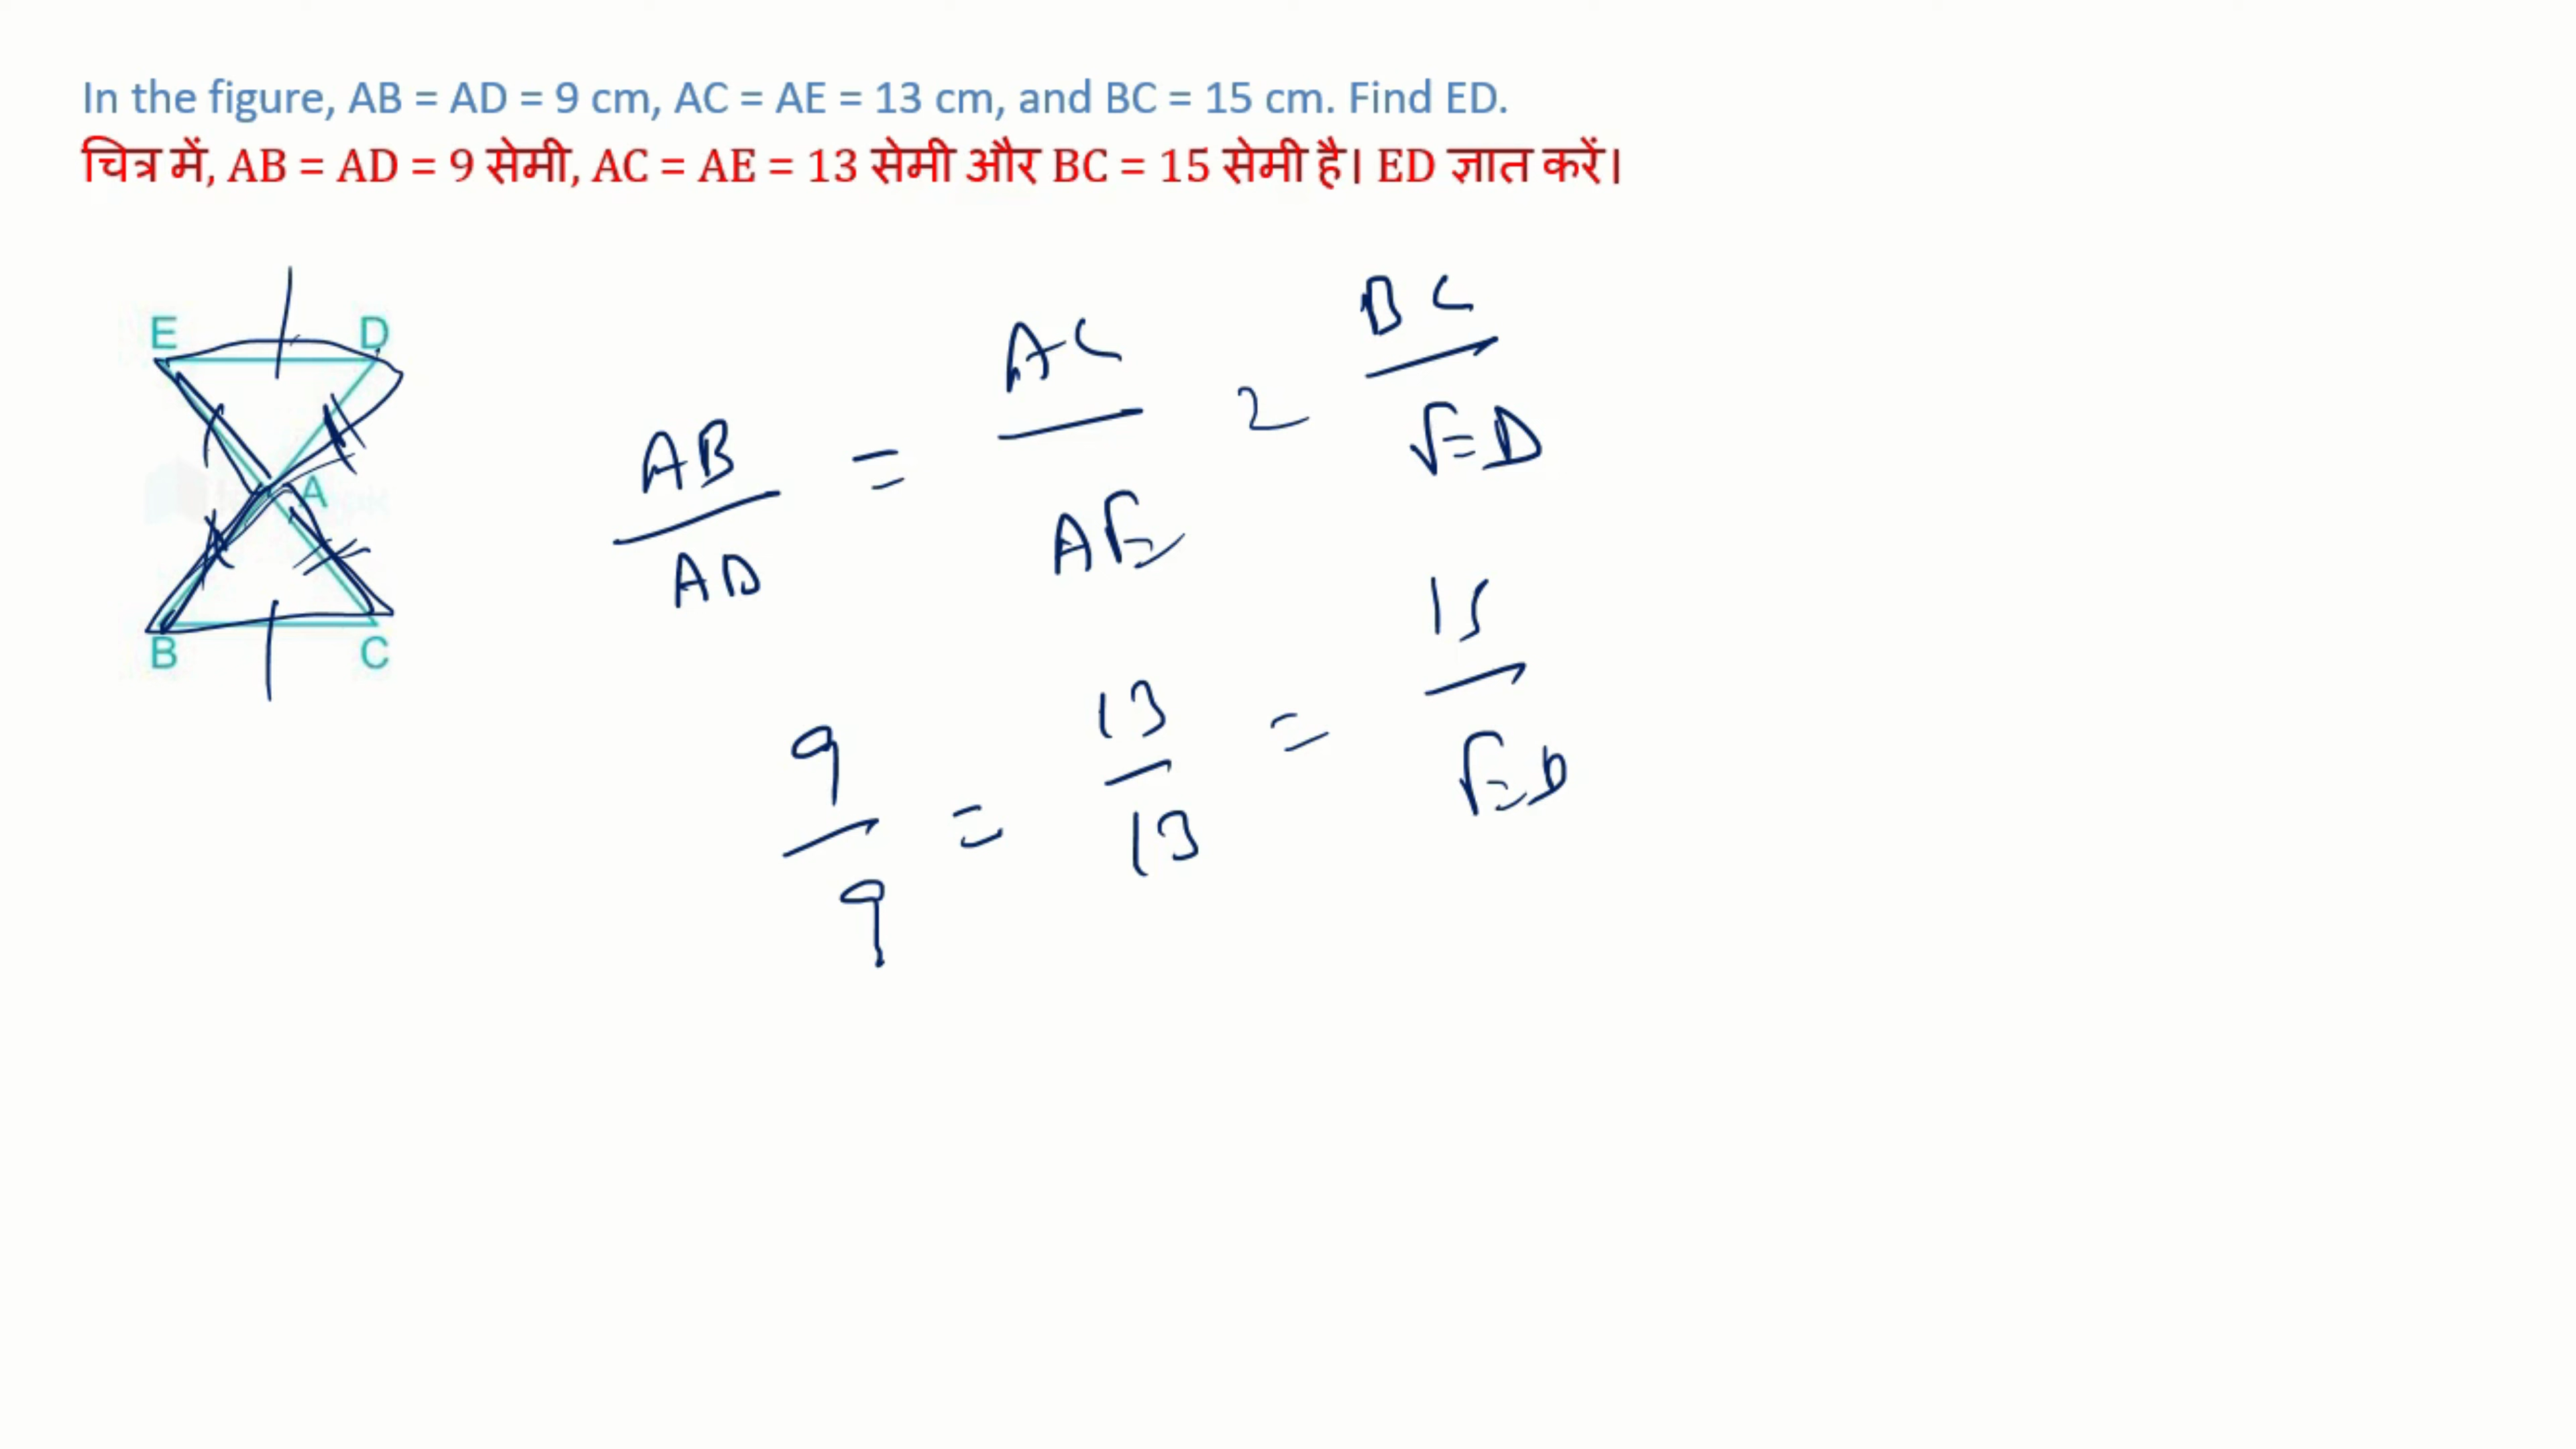 In the figure, AB = AD = 9 cm, AC = AE = 13 cm, and BC = 15 cm. Find ED.
चित्र में, AB = AD = 9 सेमी, AC = AE = 13 सेमी और BC = 15 सेमी है। ED ज्ञात करें।
E D
A
B C
AB/AD = AC/AE = BC/ED
9/9 = 13/13 = 15/ED